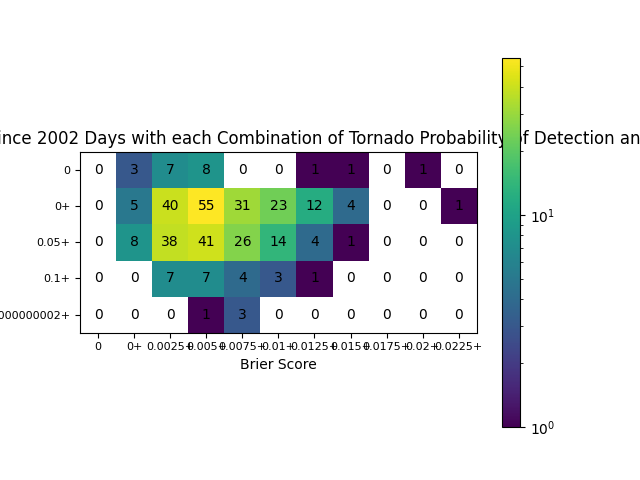 ince 2002 Days with each Combination of Tornado Probability of Detection an
0 0 3 7 8 0 0 1 1 0 1 0
0+ 0 5 40 55 31 23 12 4 0 0 1
0.05+ 0 8 38 41 26 14 4 1 0 0 0
0.1+ 0 0 7 7 4 3 1 0 0 0 0
000000002+ 0 0 0 1 3 0 0 0 0 0 0
0 0+ 0.0025+ 0.005+ 0.0075+ 0.01+ 0.0125+ 0.015+ 0.0175+ 0.02+ 0.0225+
Brier Score
10¹
10⁰